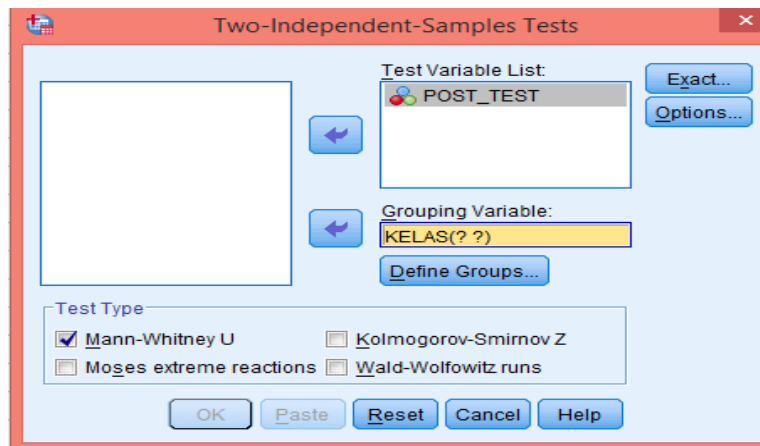 Two-Independent-Samples Tests
Test Variable List:
POST_TEST
Exact...
Options...
Grouping Variable:
KELAS(? ?)
Define Groups...
Test Type
Mann-Whitney U
Kolmogorov-Smirnov Z
Moses extreme reactions
Wald-Wolfowitz runs
OK
Paste
Reset
Cancel
Help